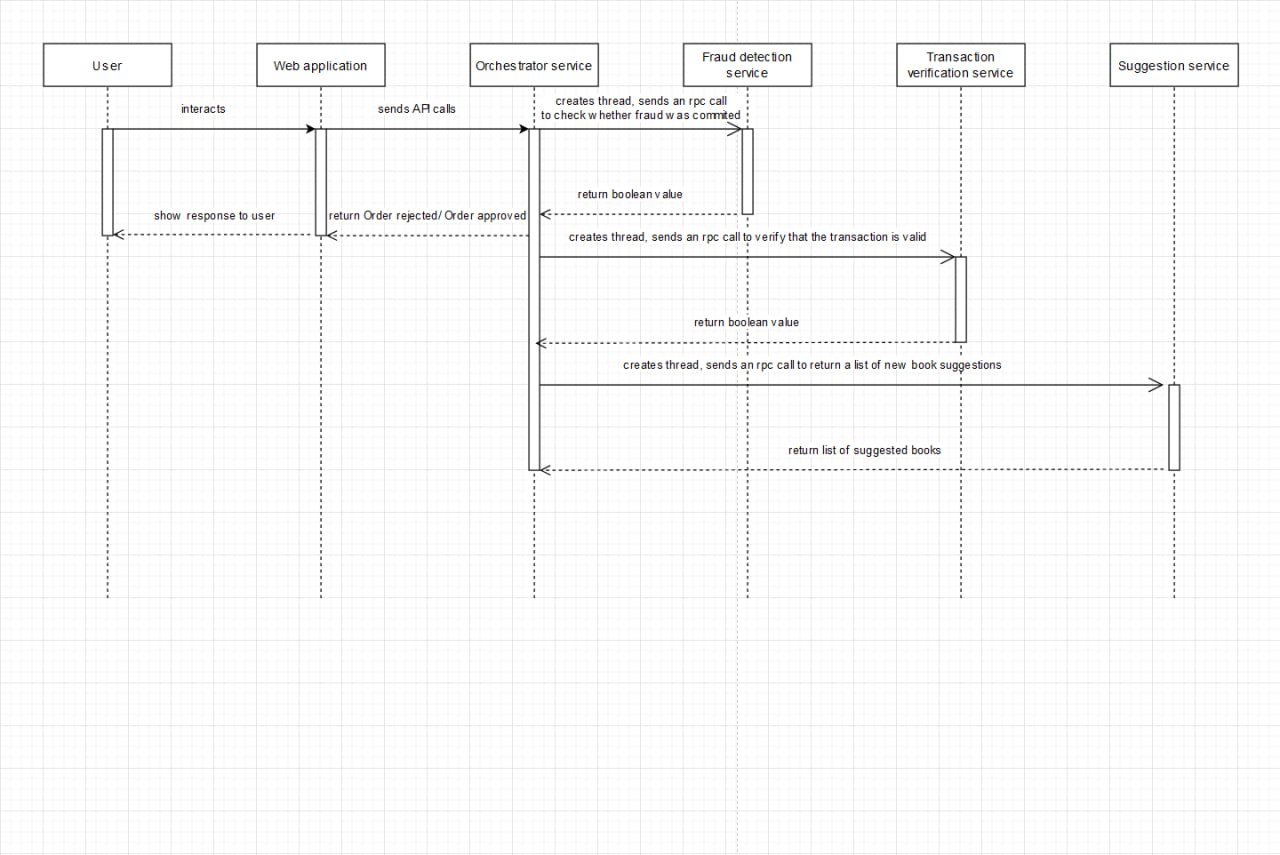 User
Web application
Orchestrator service
Fraud detection
service
Transaction
verification service
Suggestion service
interacts
sends API calls
creates thread, sends an rpc call
to check whether fraud was commited
return boolean value
show response to user
return Order rejected/ Order approved
creates thread, sends an rpc call to verify that the transaction is valid
return boolean value
creates thread, sends an rpc call to return a list of new book suggestions
return list of suggested books